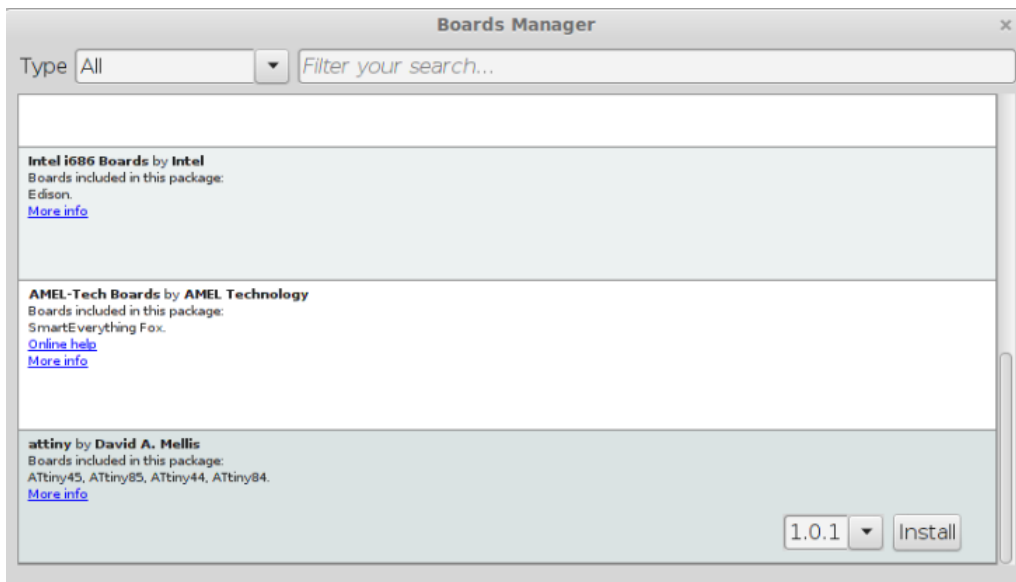 Boards Manager
Type All Filter your search...
Intel i686 Boards by Intel
Boards included in this package:
Edison.
More info
AMEL-Tech Boards by AMEL Technology
Boards included in this package:
SmartEverything Fox.
Online help
More info
attiny by David A. Mellis
Boards included in this package:
ATtiny45, ATtiny85, ATtiny44, ATtiny84.
More info
1.0.1 Install